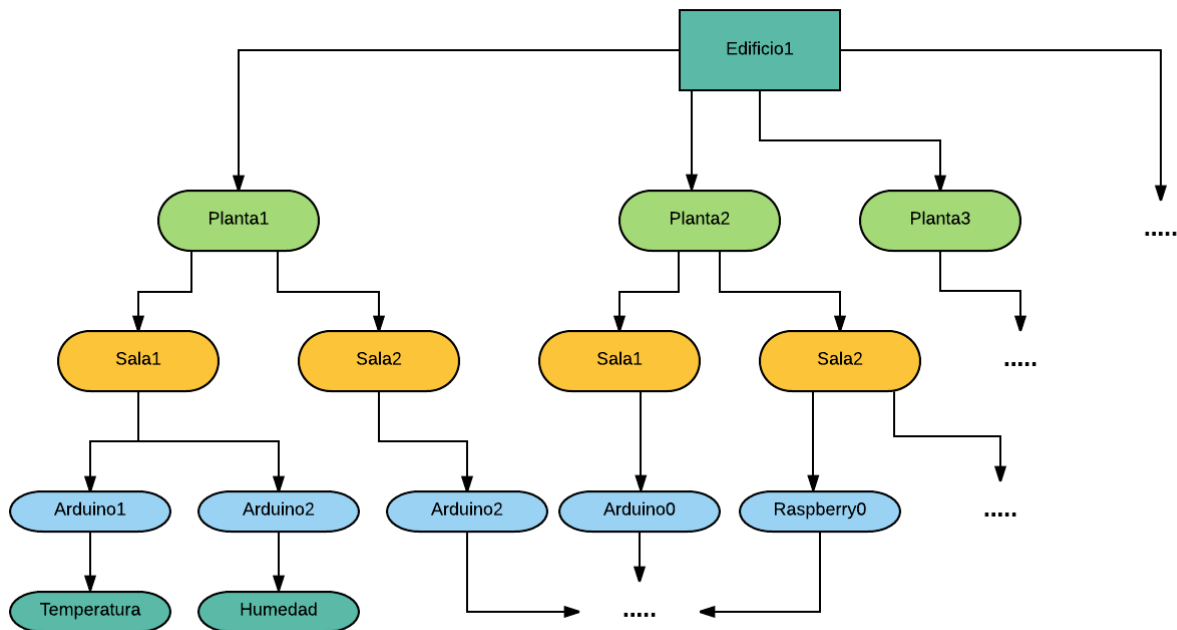 Edificio1
Planta1
Planta2
Planta3
.....
Sala1
Sala2
Sala1
Sala2
.....
Arduino1
Arduino2
Arduino2
Arduino0
Raspberry0
.....
Temperatura
Humedad
.....